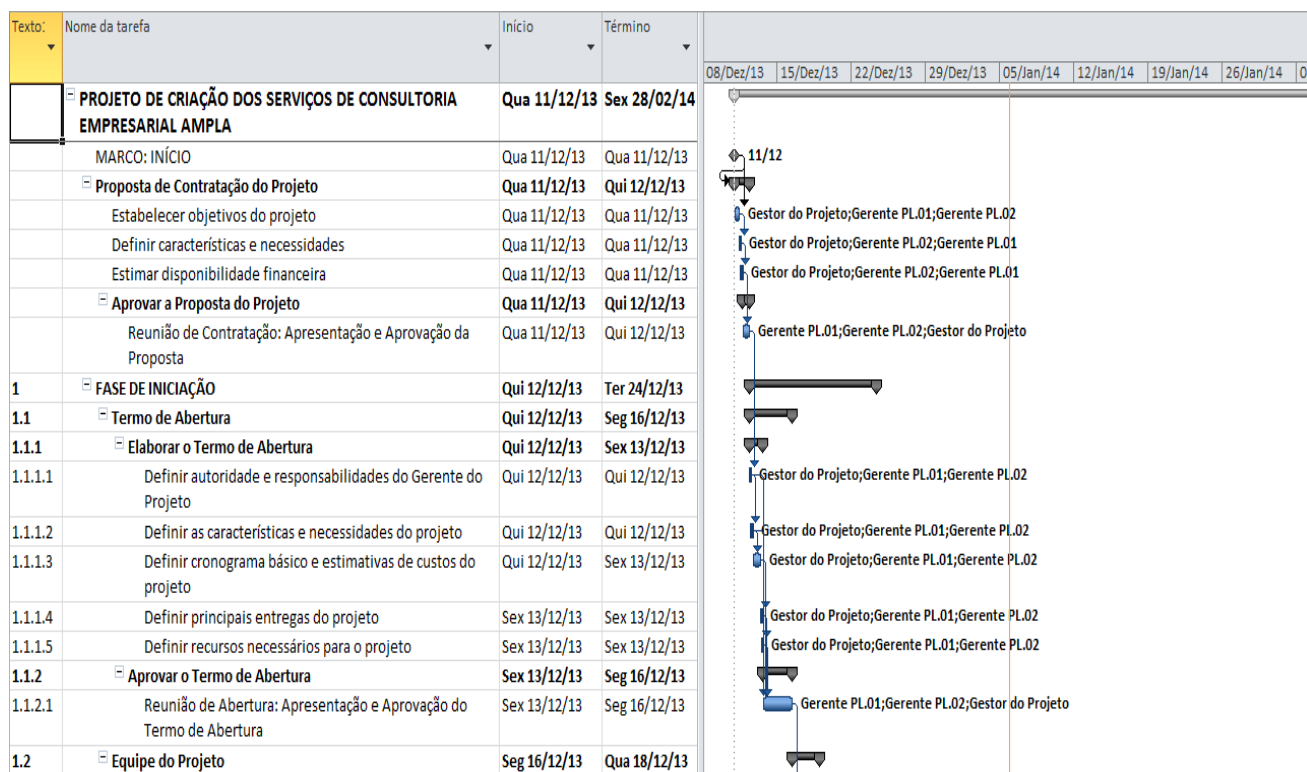 Texto: Nome da tarefa Início Término
08/Dez/13 15/Dez/13 22/Dez/13 29/Dez/13 05/Jan/14 12/Jan/14 19/Jan/14 26/Jan/14 0
PROJETO DE CRIAÇÃO DOS SERVIÇOS DE CONSULTORIA Qua 11/12/13 Sex 28/02/14
EMPRESARIAL AMPLA
MARCO: INÍCIO Qua 11/12/13 Qua 11/12/13 11/12
Proposta de Contratação do Projeto Qua 11/12/13 Qui 12/12/13
Estabelecer objetivos do projeto Qua 11/12/13 Qua 11/12/13 Gestor do Projeto;Gerente PL.01;Gerente PL.02
Definir características e necessidades Qua 11/12/13 Qua 11/12/13 Gestor do Projeto;Gerente PL.02;Gerente PL.01
Estimar disponibilidade financeira Qua 11/12/13 Qua 11/12/13 Gestor do Projeto;Gerente PL.02;Gerente PL.01
Aprovar a Proposta do Projeto Qua 11/12/13 Qui 12/12/13
Reunião de Contratação: Apresentação e Aprovação da Qua 11/12/13 Qui 12/12/13 Gerente PL.01;Gerente PL.02;Gestor do Projeto
Proposta
1 FASE DE INICIAÇÃO Qui 12/12/13 Ter 24/12/13
1.1 Termo de Abertura Qui 12/12/13 Seg 16/12/13
1.1.1 Elaborar o Termo de Abertura Qui 12/12/13 Sex 13/12/13
1.1.1.1 Definir autoridade e responsabilidades do Gerente do Qui 12/12/13 Qui 12/12/13 Gestor do Projeto;Gerente PL.01;Gerente PL.02
Projeto
1.1.1.2 Definir as características e necessidades do projeto Qui 12/12/13 Qui 12/12/13 Gestor do Projeto;Gerente PL.01;Gerente PL.02
1.1.1.3 Definir cronograma básico e estimativas de custos do Qui 12/12/13 Sex 13/12/13 Gestor do Projeto;Gerente PL.01;Gerente PL.02
projeto
1.1.1.4 Definir principais entregas do projeto Sex 13/12/13 Sex 13/12/13 Gestor do Projeto;Gerente PL.01;Gerente PL.02
1.1.1.5 Definir recursos necessários para o projeto Sex 13/12/13 Sex 13/12/13 Gestor do Projeto;Gerente PL.01;Gerente PL.02
1.1.2 Aprovar o Termo de Abertura Sex 13/12/13 Seg 16/12/13
1.1.2.1 Reunião de Abertura: Apresentação e Aprovação do Sex 13/12/13 Seg 16/12/13 Gerente PL.01;Gerente PL.02;Gestor do Projeto
Termo de Abertura
1.2 Equipe do Projeto Seg 16/12/13 Qua 18/12/13